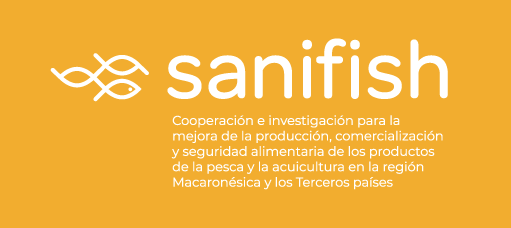 sanifish
Cooperación e investigación para la
mejora de la producción, comercialización
y seguridad alimentaria de los productos
de la pesca y la acuicultura en la región
Macaronésica y los Terceros países